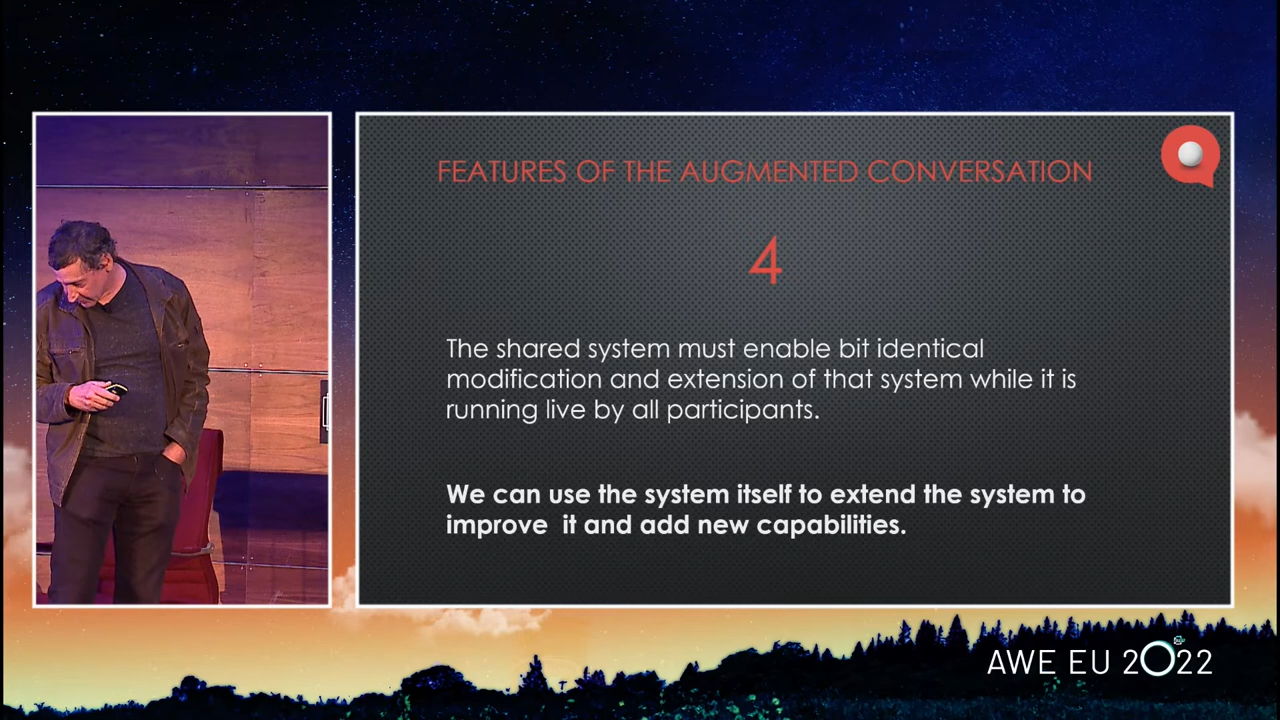 FEATURES OF THE AUGMENTED CONVERSATION
4
The shared system must enable bit identical
modification and extension of that system while it is
running live by all participants.
We can use the system itself to extend the system to
improve  it and add new capabilities.
AWE EU 2022